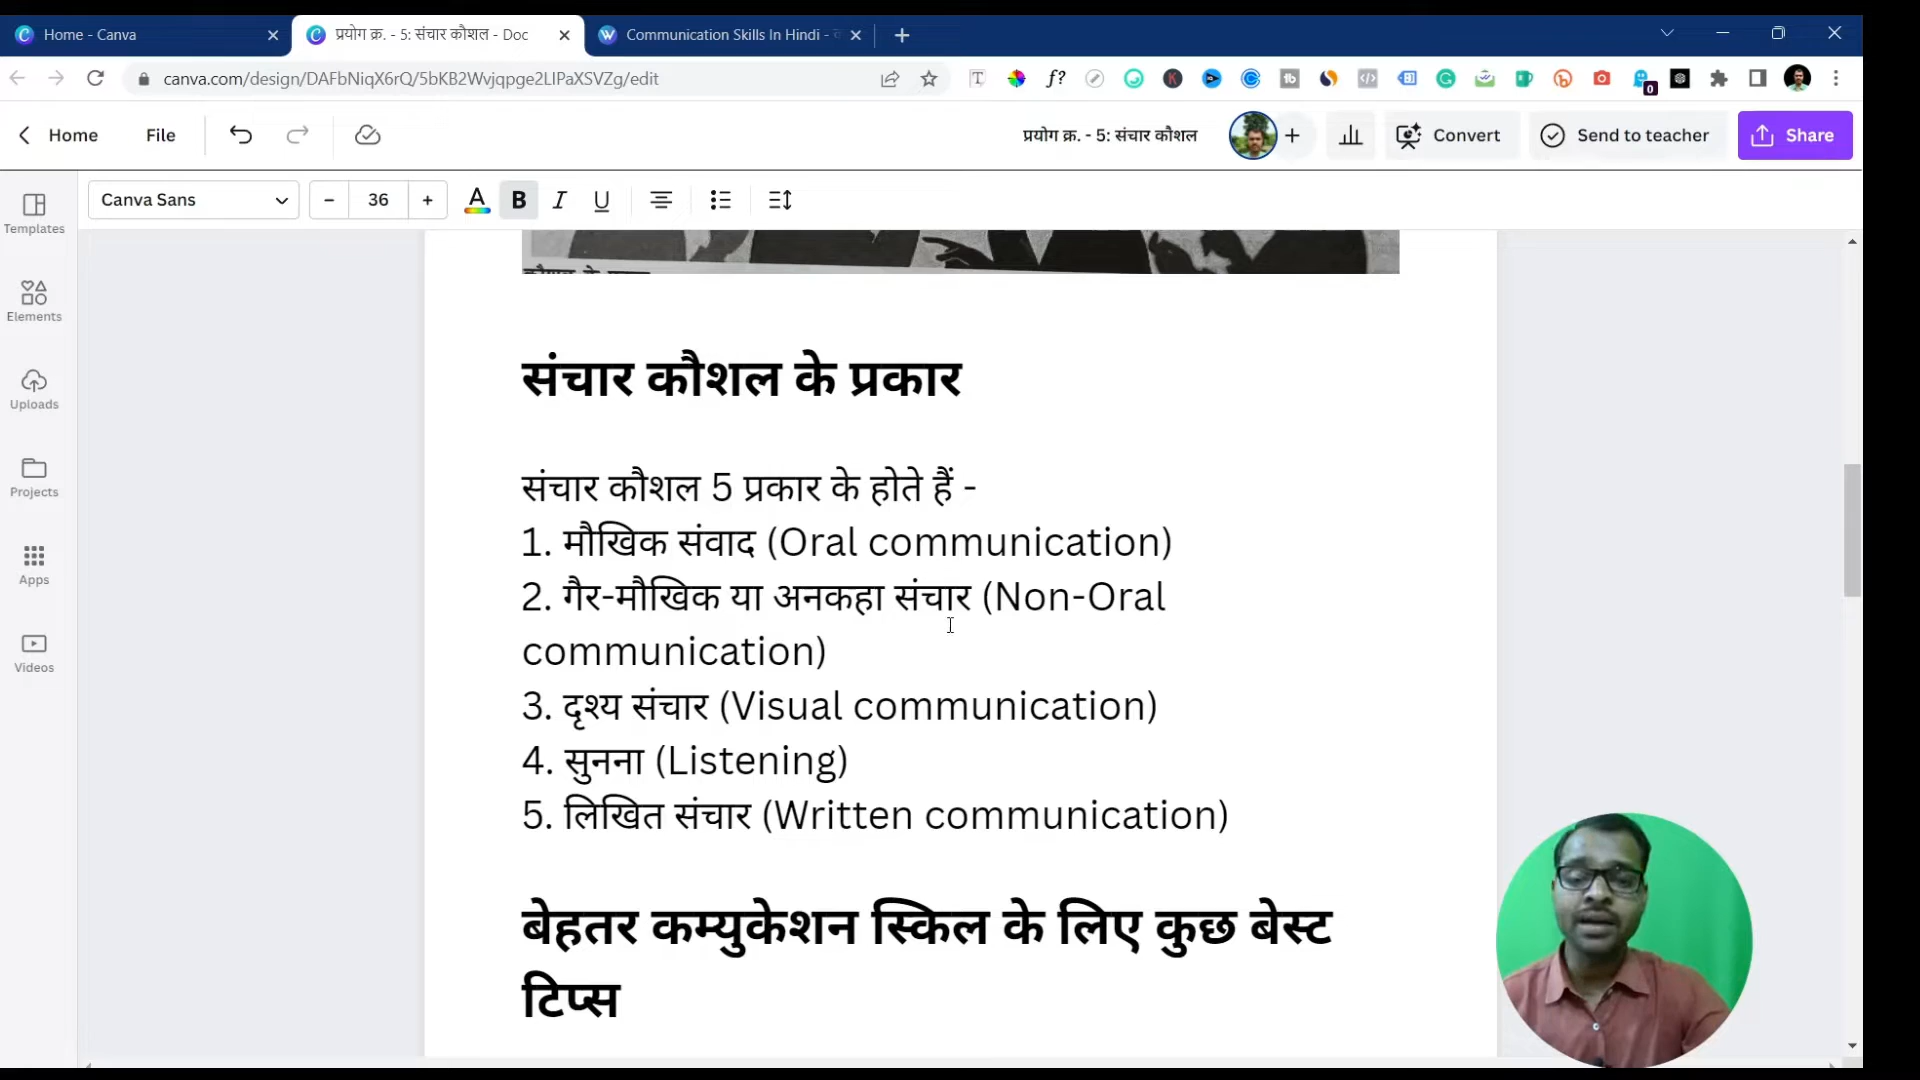 Home - Canva
प्रयोग क्र. - 5: संचार कौशल - Doc
Communication Skills In Hindi -
canva.com/design/DAFbNiqX6rQ/5bKB2Wvjqpge2LIPaXSVZg/edit
0
Home
File
प्रयोग क्र. - 5: संचार कौशल
Convert
Send to teacher
Share
Canva Sans
36
Templates
Elements
Uploads
Projects
Apps
Videos
संचार कौशल के प्रकार
संचार कौशल 5 प्रकार के होते हैं -
1. मौखिक संवाद (Oral communication)
2. गैर-मौखिक या अनकहा संचार (Non-Oral
communication)
3. दृश्य संचार (Visual communication)
4. सुनना (Listening)
5. लिखित संचार (Written communication)
बेहतर कम्युकेशन स्किल के लिए कुछ बेस्ट
टिप्स